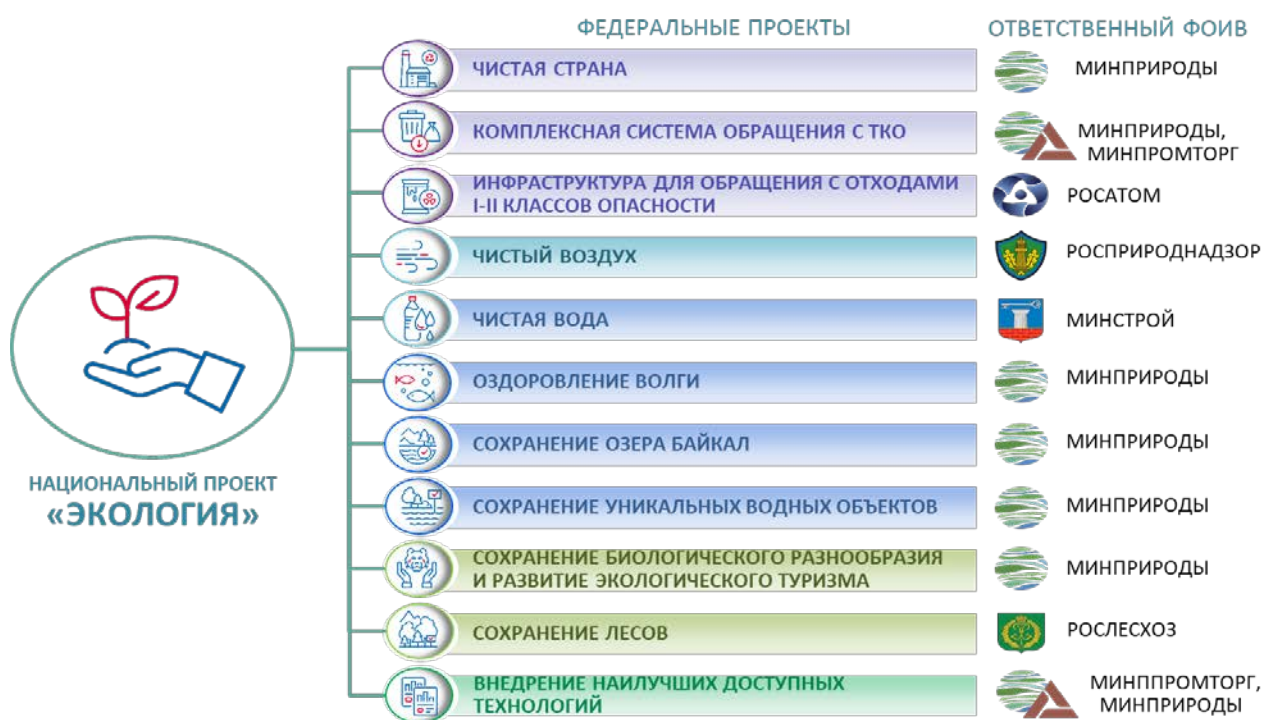 ФЕДЕРАЛЬНЫЕ ПРОЕКТЫ
ОТВЕТСТВЕННЫЙ ФОИВ
ЧИСТАЯ СТРАНА
МИНПРИРОДЫ
КОМПЛЕКСНАЯ СИСТЕМА ОБРАЩЕНИЯ С ТКО
МИНПРИРОДЫ,
МИНПРОМТОРГ
ИНФРАСТРУКТУРА ДЛЯ ОБРАЩЕНИЯ С ОТХОДАМИ
I-II КЛАССОВ ОПАСНОСТИ
РОСАТОМ
ЧИСТЫЙ ВОЗДУХ
РОСПРИРОДНАДЗОР
ЧИСТАЯ ВОДА
МИНСТРОЙ
ОЗДОРОВЛЕНИЕ ВОЛГИ
МИНПРИРОДЫ
СОХРАНЕНИЕ ОЗЕРА БАЙКАЛ
МИНПРИРОДЫ
СОХРАНЕНИЕ УНИКАЛЬНЫХ ВОДНЫХ ОБЪЕКТОВ
МИНПРИРОДЫ
СОХРАНЕНИЕ БИОЛОГИЧЕСКОГО РАЗНООБРАЗИЯ
И РАЗВИТИЕ ЭКОЛОГИЧЕСКОГО ТУРИЗМА
МИНПРИРОДЫ
СОХРАНЕНИЕ ЛЕСОВ
РОСЛЕСХОЗ
ВНЕДРЕНИЕ НАИЛУЧШИХ ДОСТУПНЫХ
ТЕХНОЛОГИЙ
МИНППРОМТОРГ,
МИНПРИРОДЫ
НАЦИОНАЛЬНЫЙ ПРОЕКТ
«ЭКОЛОГИЯ»